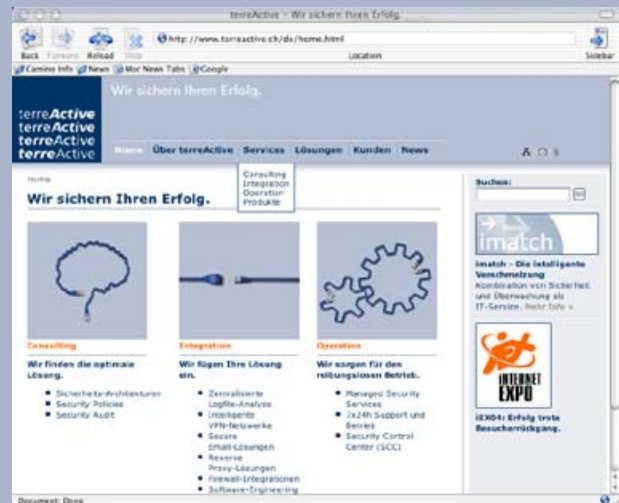 terreActive - Wir sichern Ihren Erfolg.
Back Forward Reload Stop
http://www.terreactive.ch/de/home.html
Location
Sidebar
Camino Info News Mac News Tabs Google
Wir sichern Ihren Erfolg.
terreActive
terreActive
terreActive
terreActive
Home Über terreActive Services Lösungen Kunden News
Consulting
Integration
Operation
Produkte
Home
Wir sichern Ihren Erfolg.
Consulting
Wir finden die optimale
Lösung.
Sicherheits-Architekturen
Security Policies
Security Audit
Integration
Wir fügen Ihre Lösung
ein.
Zentralisierte
Logfile-Analyse
Intelligente
VPN-Netzwerke
Secure
Email-Lösungen
Reverse
Proxy-Lösungen
Firewall-Integrationen
Software-Engineering
Operation
Wir sorgen für den
reibungslosen Betrieb.
Managed Security
Services
7x24h Support und
Betrieb
Security Control
Center (SCC)
Suchen:
imatch
imatch - Die intelligente
Verschmelzung
Kombination von Sicherheit
und Überwachung als
IT-Service. Mehr Info »
INTERNET
EXPO
iEX04: Erfolg trotz
Besucherrückgang.
Document: Done